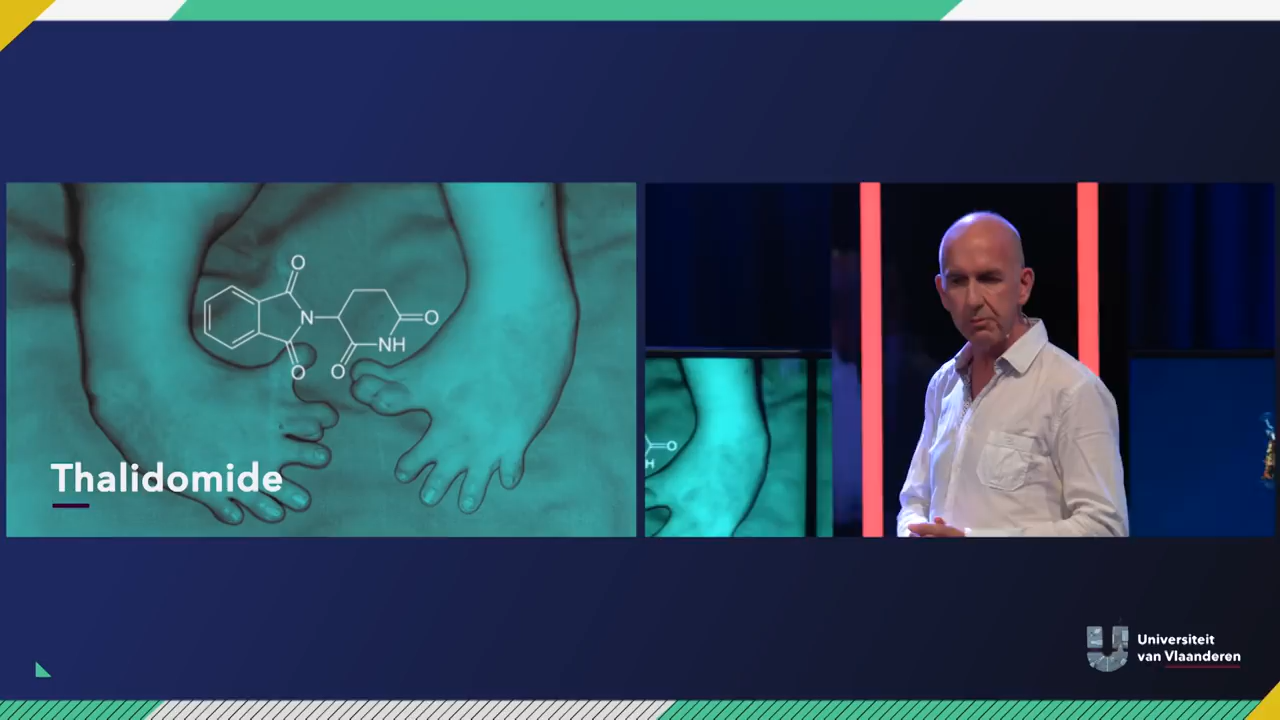 O
N
O
O
NH
O
Thalidomide
O
H
Universiteit
van Vlaanderen